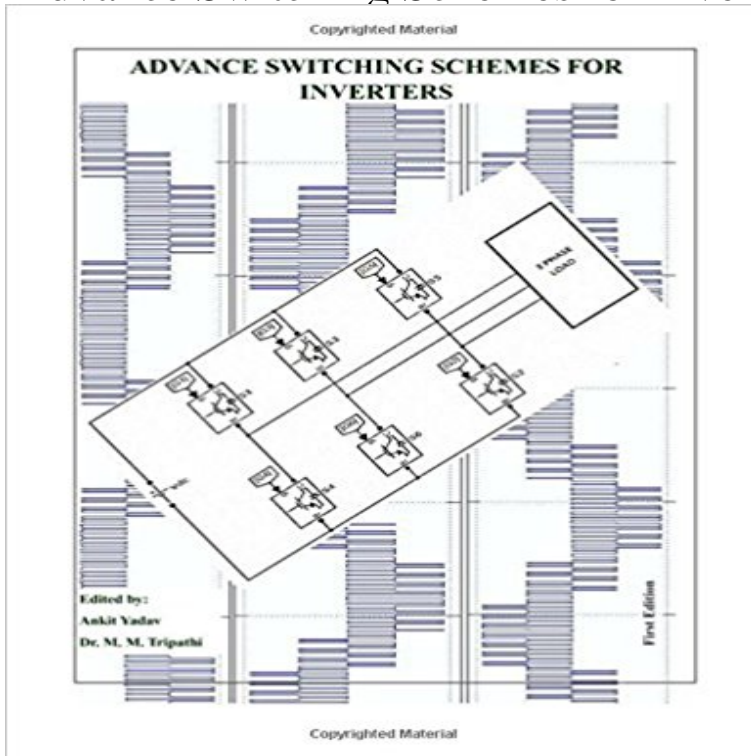 Copyrighted Material
ADVANCE SWITCHING SCHEMES FOR
INVERTERS
3 PHASE
LOAD
Edited by:
Ankit Yadav
Dr. M. M. Tripathi
First Edition
Copyrighted Material